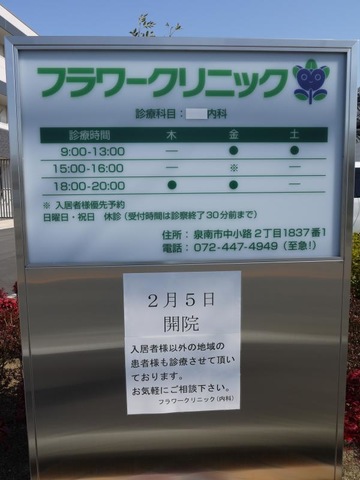 フラワークリニック
診療科目： 内科
診療時間 木 金 土
9:00-13:00 ― ● ●
15:00-16:00 ― ※ ―
18:00-20:00 ● ● ―
※ 入居者様優先予約
日曜日・祝日 休診（受付時間は診察終了30分前まで）
住所： 泉南市中小路2丁目1837番1
電話： 072-447-4949（至急！）
2月5日
開院
入居者様以外の地域の
患者様も診療させて頂い
ております。
お気軽にご相談下さい。
フラワークリニック（内科）